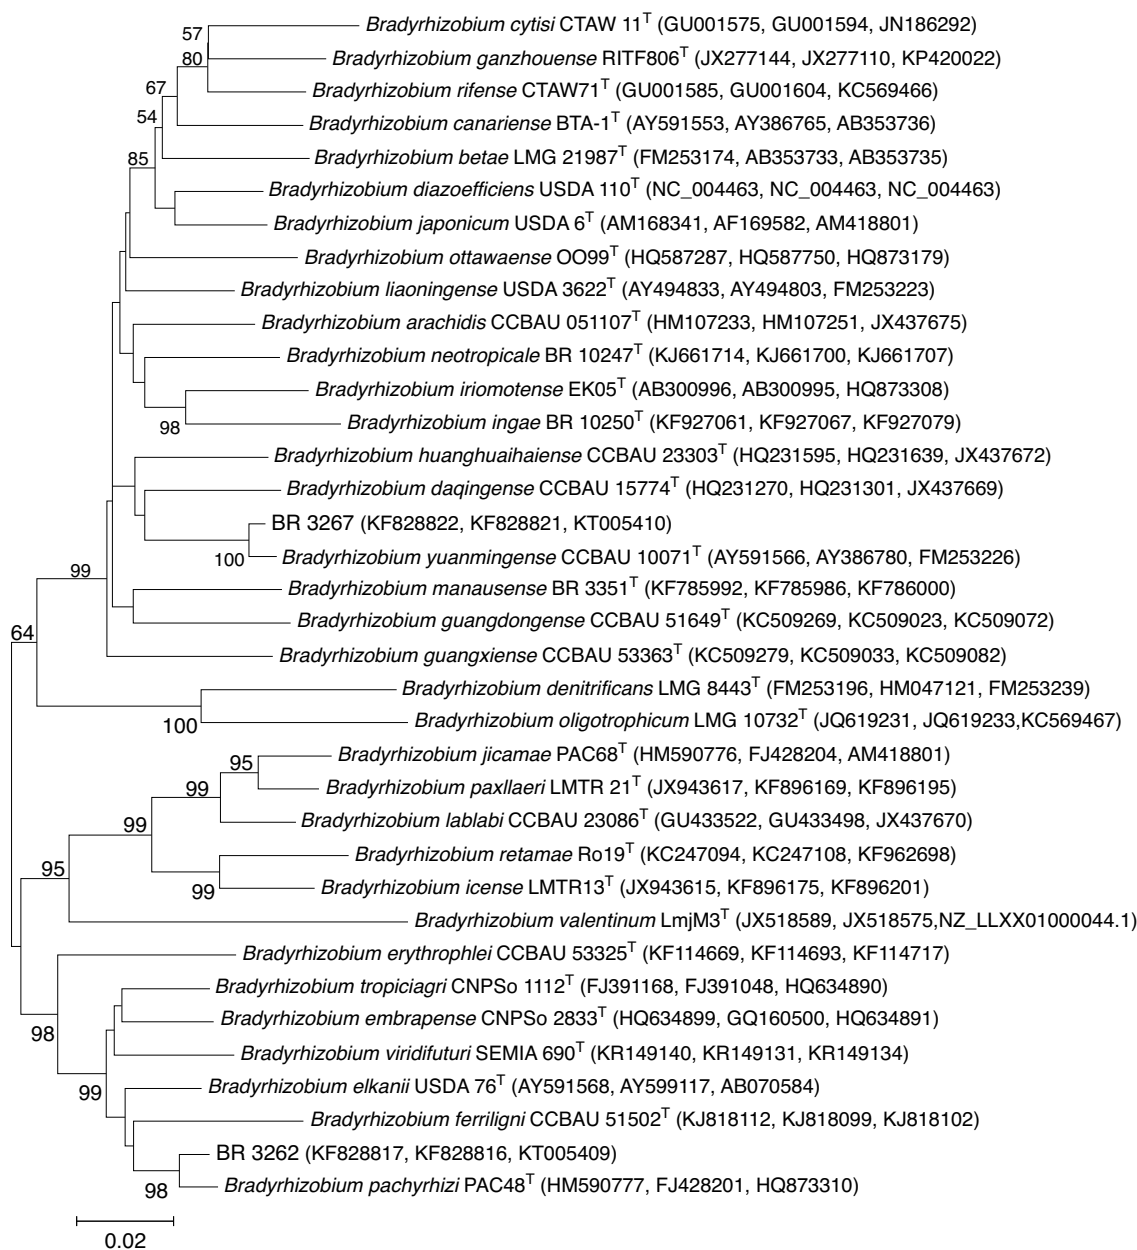 Bradyrhizobium cytisi CTAW 11T (GU001575, GU001594, JN186292)
57
80
Bradyrhizobium ganzhouense RITF806T (JX277144, JX277110, KP420022)
67
Bradyrhizobium rifense CTAW71T (GU001585, GU001604, KC569466)
54
Bradyrhizobium canariense BTA-1T (AY591553, AY386765, AB353736)
85
Bradyrhizobium betae LMG 21987T (FM253174, AB353733, AB353735)
Bradyrhizobium diazoefficiens USDA 110T (NC_004463, NC_004463, NC_004463)
Bradyrhizobium japonicum USDA 6T (AM168341, AF169582, AM418801)
Bradyrhizobium ottawaense OO99T (HQ587287, HQ587750, HQ873179)
Bradyrhizobium liaoningense USDA 3622T (AY494833, AY494803, FM253223)
Bradyrhizobium arachidis CCBAU 051107T (HM107233, HM107251, JX437675)
Bradyrhizobium neotropicale BR 10247T (KJ661714, KJ661700, KJ661707)
Bradyrhizobium iriomotense EK05T (AB300996, AB300995, HQ873308)
98
Bradyrhizobium ingae BR 10250T (KF927061, KF927067, KF927079)
Bradyrhizobium huanghuaihaiense CCBAU 23303T (HQ231595, HQ231639, JX437672)
Bradyrhizobium daqingense CCBAU 15774T (HQ231270, HQ231301, JX437669)
BR 3267 (KF828822, KF828821, KT005410)
100
Bradyrhizobium yuanmingense CCBAU 10071T (AY591566, AY386780, FM253226)
99
Bradyrhizobium manausense BR 3351T (KF785992, KF785986, KF786000)
Bradyrhizobium guangdongense CCBAU 51649T (KC509269, KC509023, KC509072)
64
Bradyrhizobium guangxiense CCBAU 53363T (KC509279, KC509033, KC509082)
Bradyrhizobium denitrificans LMG 8443T (FM253196, HM047121, FM253239)
100
Bradyrhizobium oligotrophicum LMG 10732T (JQ619231, JQ619233,KC569467)
Bradyrhizobium jicamae PAC68T (HM590776, FJ428204, AM418801)
95
Bradyrhizobium paxllaeri LMTR 21T (JX943617, KF896169, KF896195)
99
Bradyrhizobium lablabi CCBAU 23086T (GU433522, GU433498, JX437670)
99
Bradyrhizobium retamae Ro19T (KC247094, KC247108, KF962698)
95
99
Bradyrhizobium icense LMTR13T (JX943615, KF896175, KF896201)
Bradyrhizobium valentinum LmjM3T (JX518589, JX518575,NZ_LLXX01000044.1)
Bradyrhizobium erythrophlei CCBAU 53325T (KF114669, KF114693, KF114717)
Bradyrhizobium tropiciagri CNPSo 1112T (FJ391168, FJ391048, HQ634890)
98
Bradyrhizobium embrapense CNPSo 2833T (HQ634899, GQ160500, HQ634891)
Bradyrhizobium viridifuturi SEMIA 690T (KR149140, KR149131, KR149134)
99
Bradyrhizobium elkanii USDA 76T (AY591568, AY599117, AB070584)
Bradyrhizobium ferriligni CCBAU 51502T (KJ818112, KJ818099, KJ818102)
BR 3262 (KF828817, KF828816, KT005409)
98
Bradyrhizobium pachyrhizi PAC48T (HM590777, FJ428201, HQ873310)
0.02